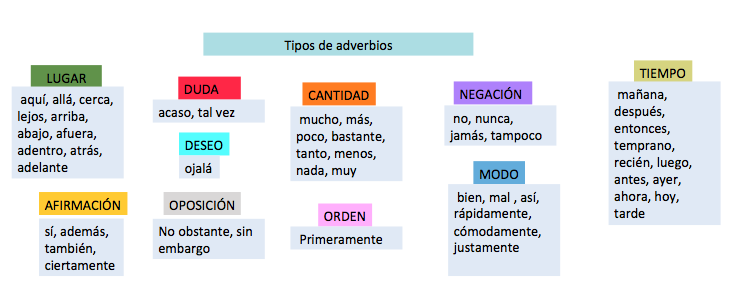 Tipos de adverbios
LUGAR
aquí, allá, cerca,
lejos, arriba,
abajo, afuera,
adentro, atrás,
adelante
DUDA
acaso, tal vez
DESEO
ojalá
CANTIDAD
mucho, más,
poco, bastante,
tanto, menos,
nada, muy
NEGACIÓN
no, nunca,
jamás, tampoco
TIEMPO
mañana,
después,
entonces,
temprano,
recién, luego,
antes, ayer,
ahora, hoy,
tarde
AFIRMACIÓN
sí, además,
también,
ciertamente
OPOSICIÓN
No obstante, sin
embargo
ORDEN
Primeramente
MODO
bien, mal , así,
rápidamente,
cómodamente,
justamente